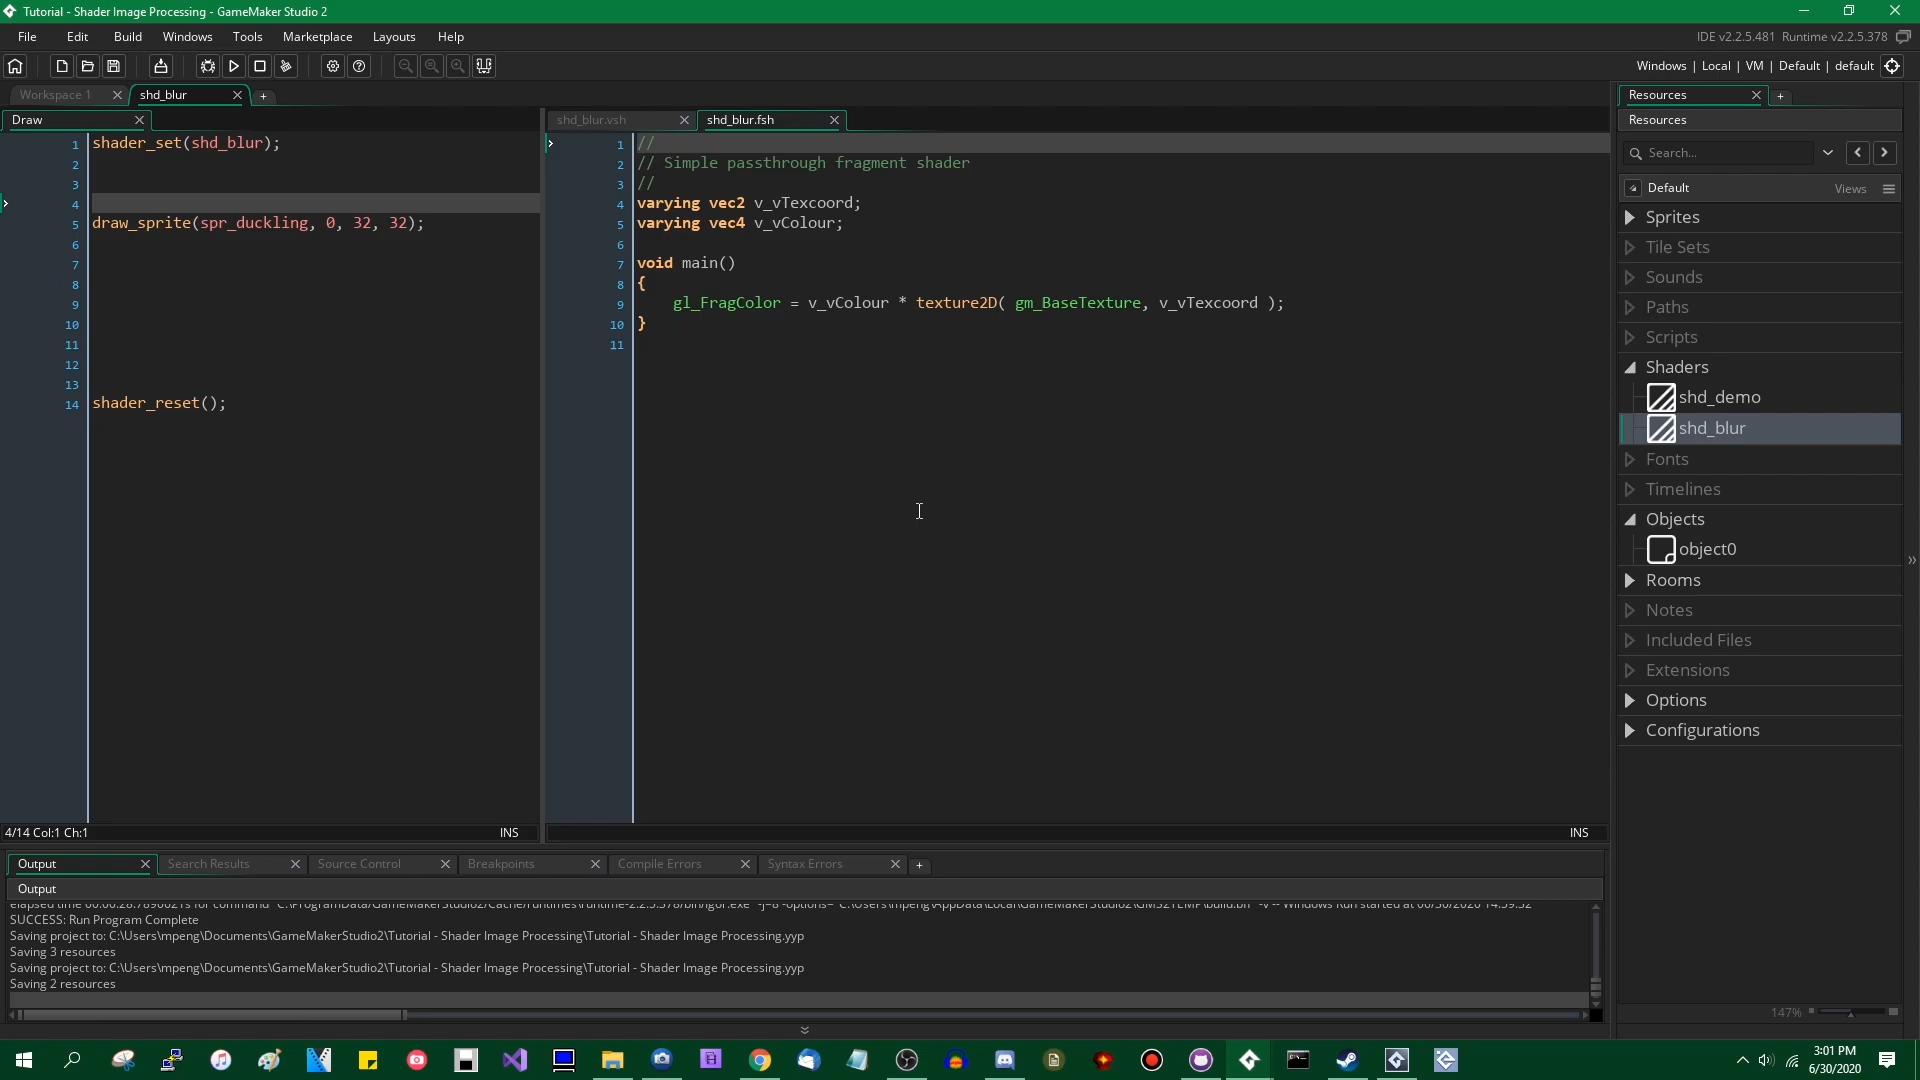 Tutorial - Shader Image Processing - GameMaker Studio 2
File Edit Build Windows Tools Marketplace Layouts Help
IDE v2.2.5.481 Runtime v2.2.5.378
Windows | Local | VM | Default | default
Workspace 1
shd_blur
Draw
1 shader_set(shd_blur);
2
3
4
5 draw_sprite(spr_duckling, 0, 32, 32);
6
7
8
9
10
11
12
13
14 shader_reset();
4/14 Col:1 Ch:1 INS
shd_blur.vsh
shd_blur.fsh
1 //
2 // Simple passthrough fragment shader
3 //
4 varying vec2 v_vTexcoord;
5 varying vec4 v_vColour;
6
7 void main()
8 {
9 gl_FragColor = v_vColour * texture2D( gm_BaseTexture, v_vTexcoord );
10 }
11
INS
Resources
Resources
Search...
Default Views
Sprites
Tile Sets
Sounds
Paths
Scripts
Shaders
shd_demo
shd_blur
Fonts
Timelines
Objects
object0
Rooms
Notes
Included Files
Extensions
Options
Configurations
147%
Output Search Results Source Control Breakpoints Compile Errors Syntax Errors
Output
SUCCESS: Run Program Complete
Saving project to: C:\Users\mpeng\Documents\GameMakerStudio2\Tutorial - Shader Image Processing\Tutorial - Shader Image Processing.yyp
Saving 3 resources
Saving project to: C:\Users\mpeng\Documents\GameMakerStudio2\Tutorial - Shader Image Processing\Tutorial - Shader Image Processing.yyp
Saving 2 resources
3:01 PM
6/30/2020